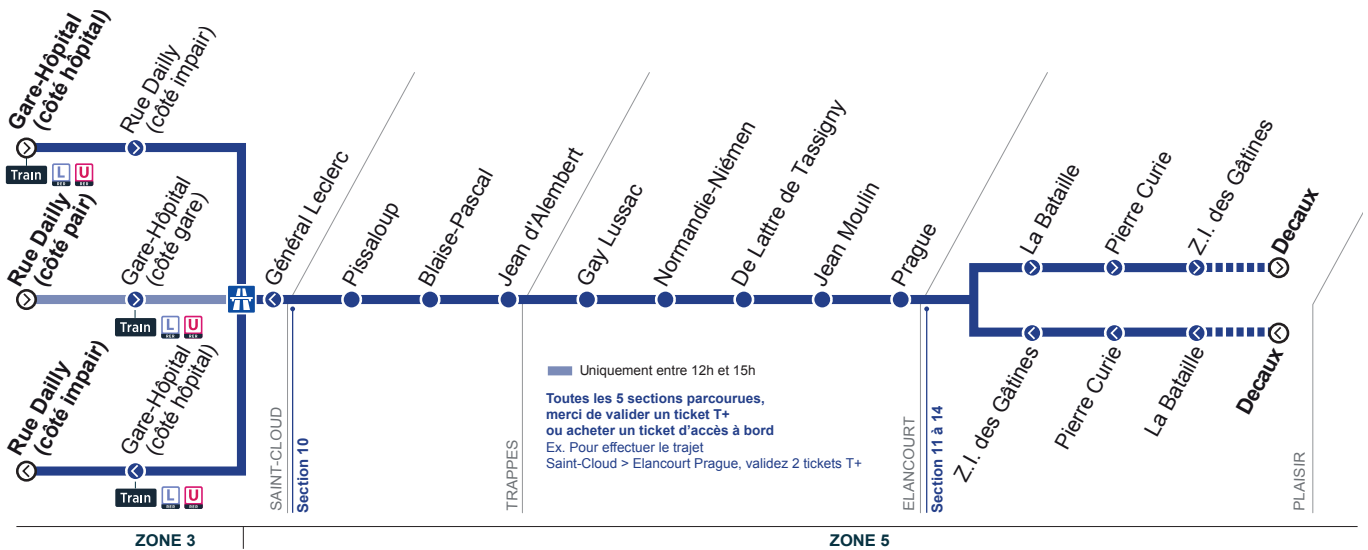 Gare-Hôpital
(côté hôpital)
Rue Dailly
(côté impair)
Train L U
Rue Dailly
(côté pair)
Gare-Hôpital
(côté gare)
Train L U
Rue Dailly
(côté impair)
Gare-Hôpital
(côté hôpital)
Train L U
Général Leclerc
Pissaloup
Blaise-Pascal
Jean d'Alembert
Gay Lussac
Normandie-Niémen
De Lattre de Tassigny
Jean Moulin
Prague
La Bataille
Pierre Curie
Z.I. des Gâtines
Decaux
Z.I. des Gâtines
Pierre Curie
La Bataille
Decaux
Uniquement entre 12h et 15h
Toutes les 5 sections parcourues,
merci de valider un ticket T+
ou acheter un ticket d'accès à bord
Ex. Pour effectuer le trajet
Saint-Cloud > Elancourt Prague, validez 2 tickets T+
SAINT-CLOUD
Section 10
TRAPPES
ELANCOURT
Section 11 à 14
PLAISIR
ZONE 3
ZONE 5